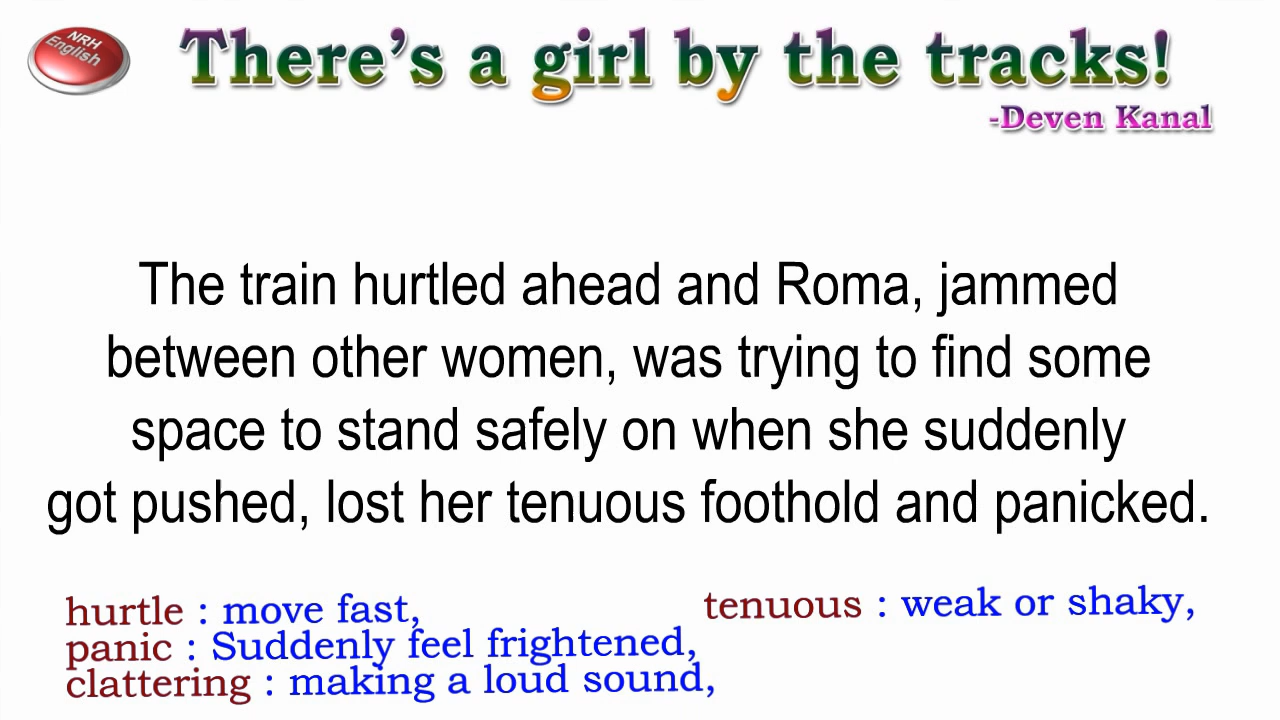 NRH
English
There's a girl by the tracks!
-Deven Kanal
The train hurtled ahead and Roma, jammed
between other women, was trying to find some
space to stand safely on when she suddenly
got pushed, lost her tenuous foothold and panicked.
hurtle : move fast,
tenuous : weak or shaky,
panic : Suddenly feel frightened,
clattering : making a loud sound,